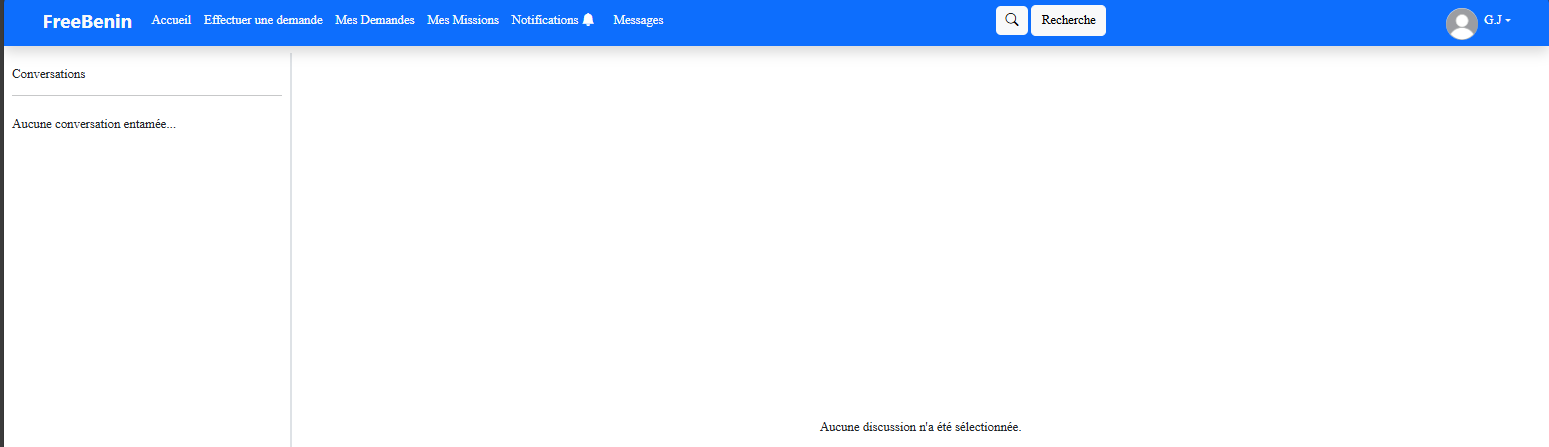 FreeBenin Accueil Effectuer une demande Mes Demandes Mes Missions Notifications Messages Recherche G.J
Conversations
Aucune conversation entamée...
Aucune discussion n'a été sélectionnée.